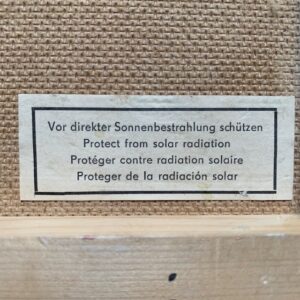 Vor direkter Sonnenbestrahlung schützen
Protect from solar radiation
Protéger contre radiation solaire
Proteger de la radiación solar